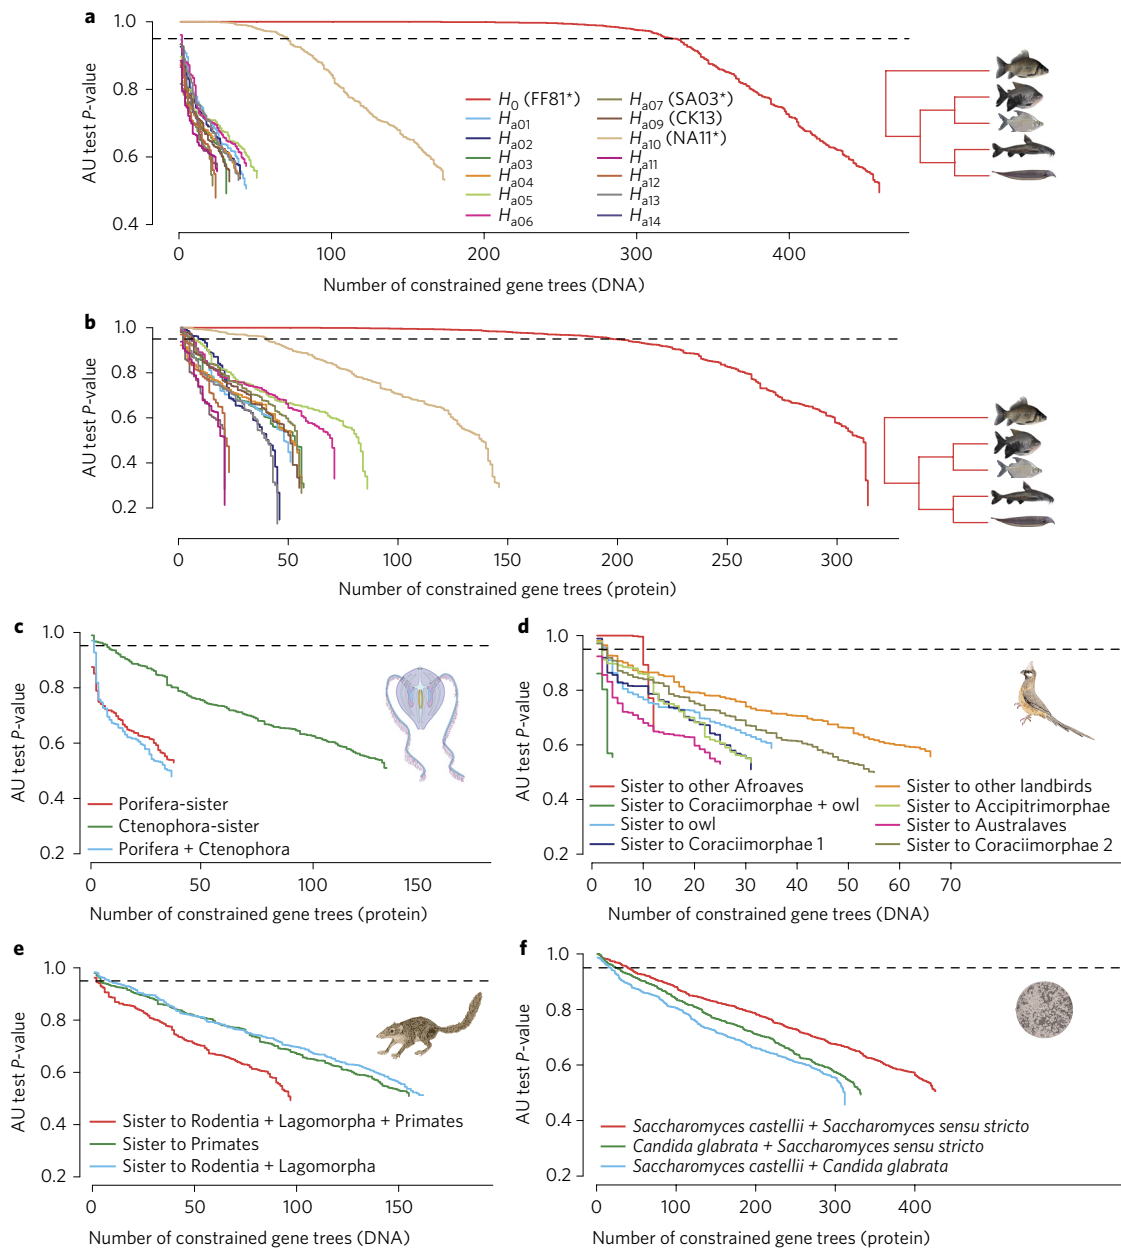 a
1.0
0.8
0.6
0.4
AU test P-value
H0 (FF81*)
Ha01
Ha02
Ha03
Ha04
Ha05
Ha06
Ha07 (SA03*)
Ha09 (CK13)
Ha10 (NA11*)
Ha11
Ha12
Ha13
Ha14
0 100 200 300 400
Number of constrained gene trees (DNA)
b
1.0
0.8
0.6
0.4
0.2
AU test P-value
0 50 100 150 200 250 300
Number of constrained gene trees (protein)
c
1.0
0.8
0.6
0.4
0.2
AU test P-value
Porifera-sister
Ctenophora-sister
Porifera + Ctenophora
0 50 100 150
Number of constrained gene trees (protein)
d
1.0
0.8
0.6
0.4
0.2
AU test P-value
Sister to other Afroaves
Sister to Coraciimorphae + owl
Sister to owl
Sister to Coraciimorphae 1
Sister to other landbirds
Sister to Accipitrimorphae
Sister to Australaves
Sister to Coraciimorphae 2
0 10 20 30 40 50 60 70
Number of constrained gene trees (DNA)
e
1.0
0.8
0.6
0.4
0.2
AU test P-value
Sister to Rodentia + Lagomorpha + Primates
Sister to Primates
Sister to Rodentia + Lagomorpha
0 50 100 150
Number of constrained gene trees (DNA)
f
1.0
0.8
0.6
0.4
0.2
AU test P-value
Saccharomyces castellii + Saccharomyces sensu stricto
Candida glabrata + Saccharomyces sensu stricto
Saccharomyces castellii + Candida glabrata
0 100 200 300 400
Number of constrained gene trees (protein)